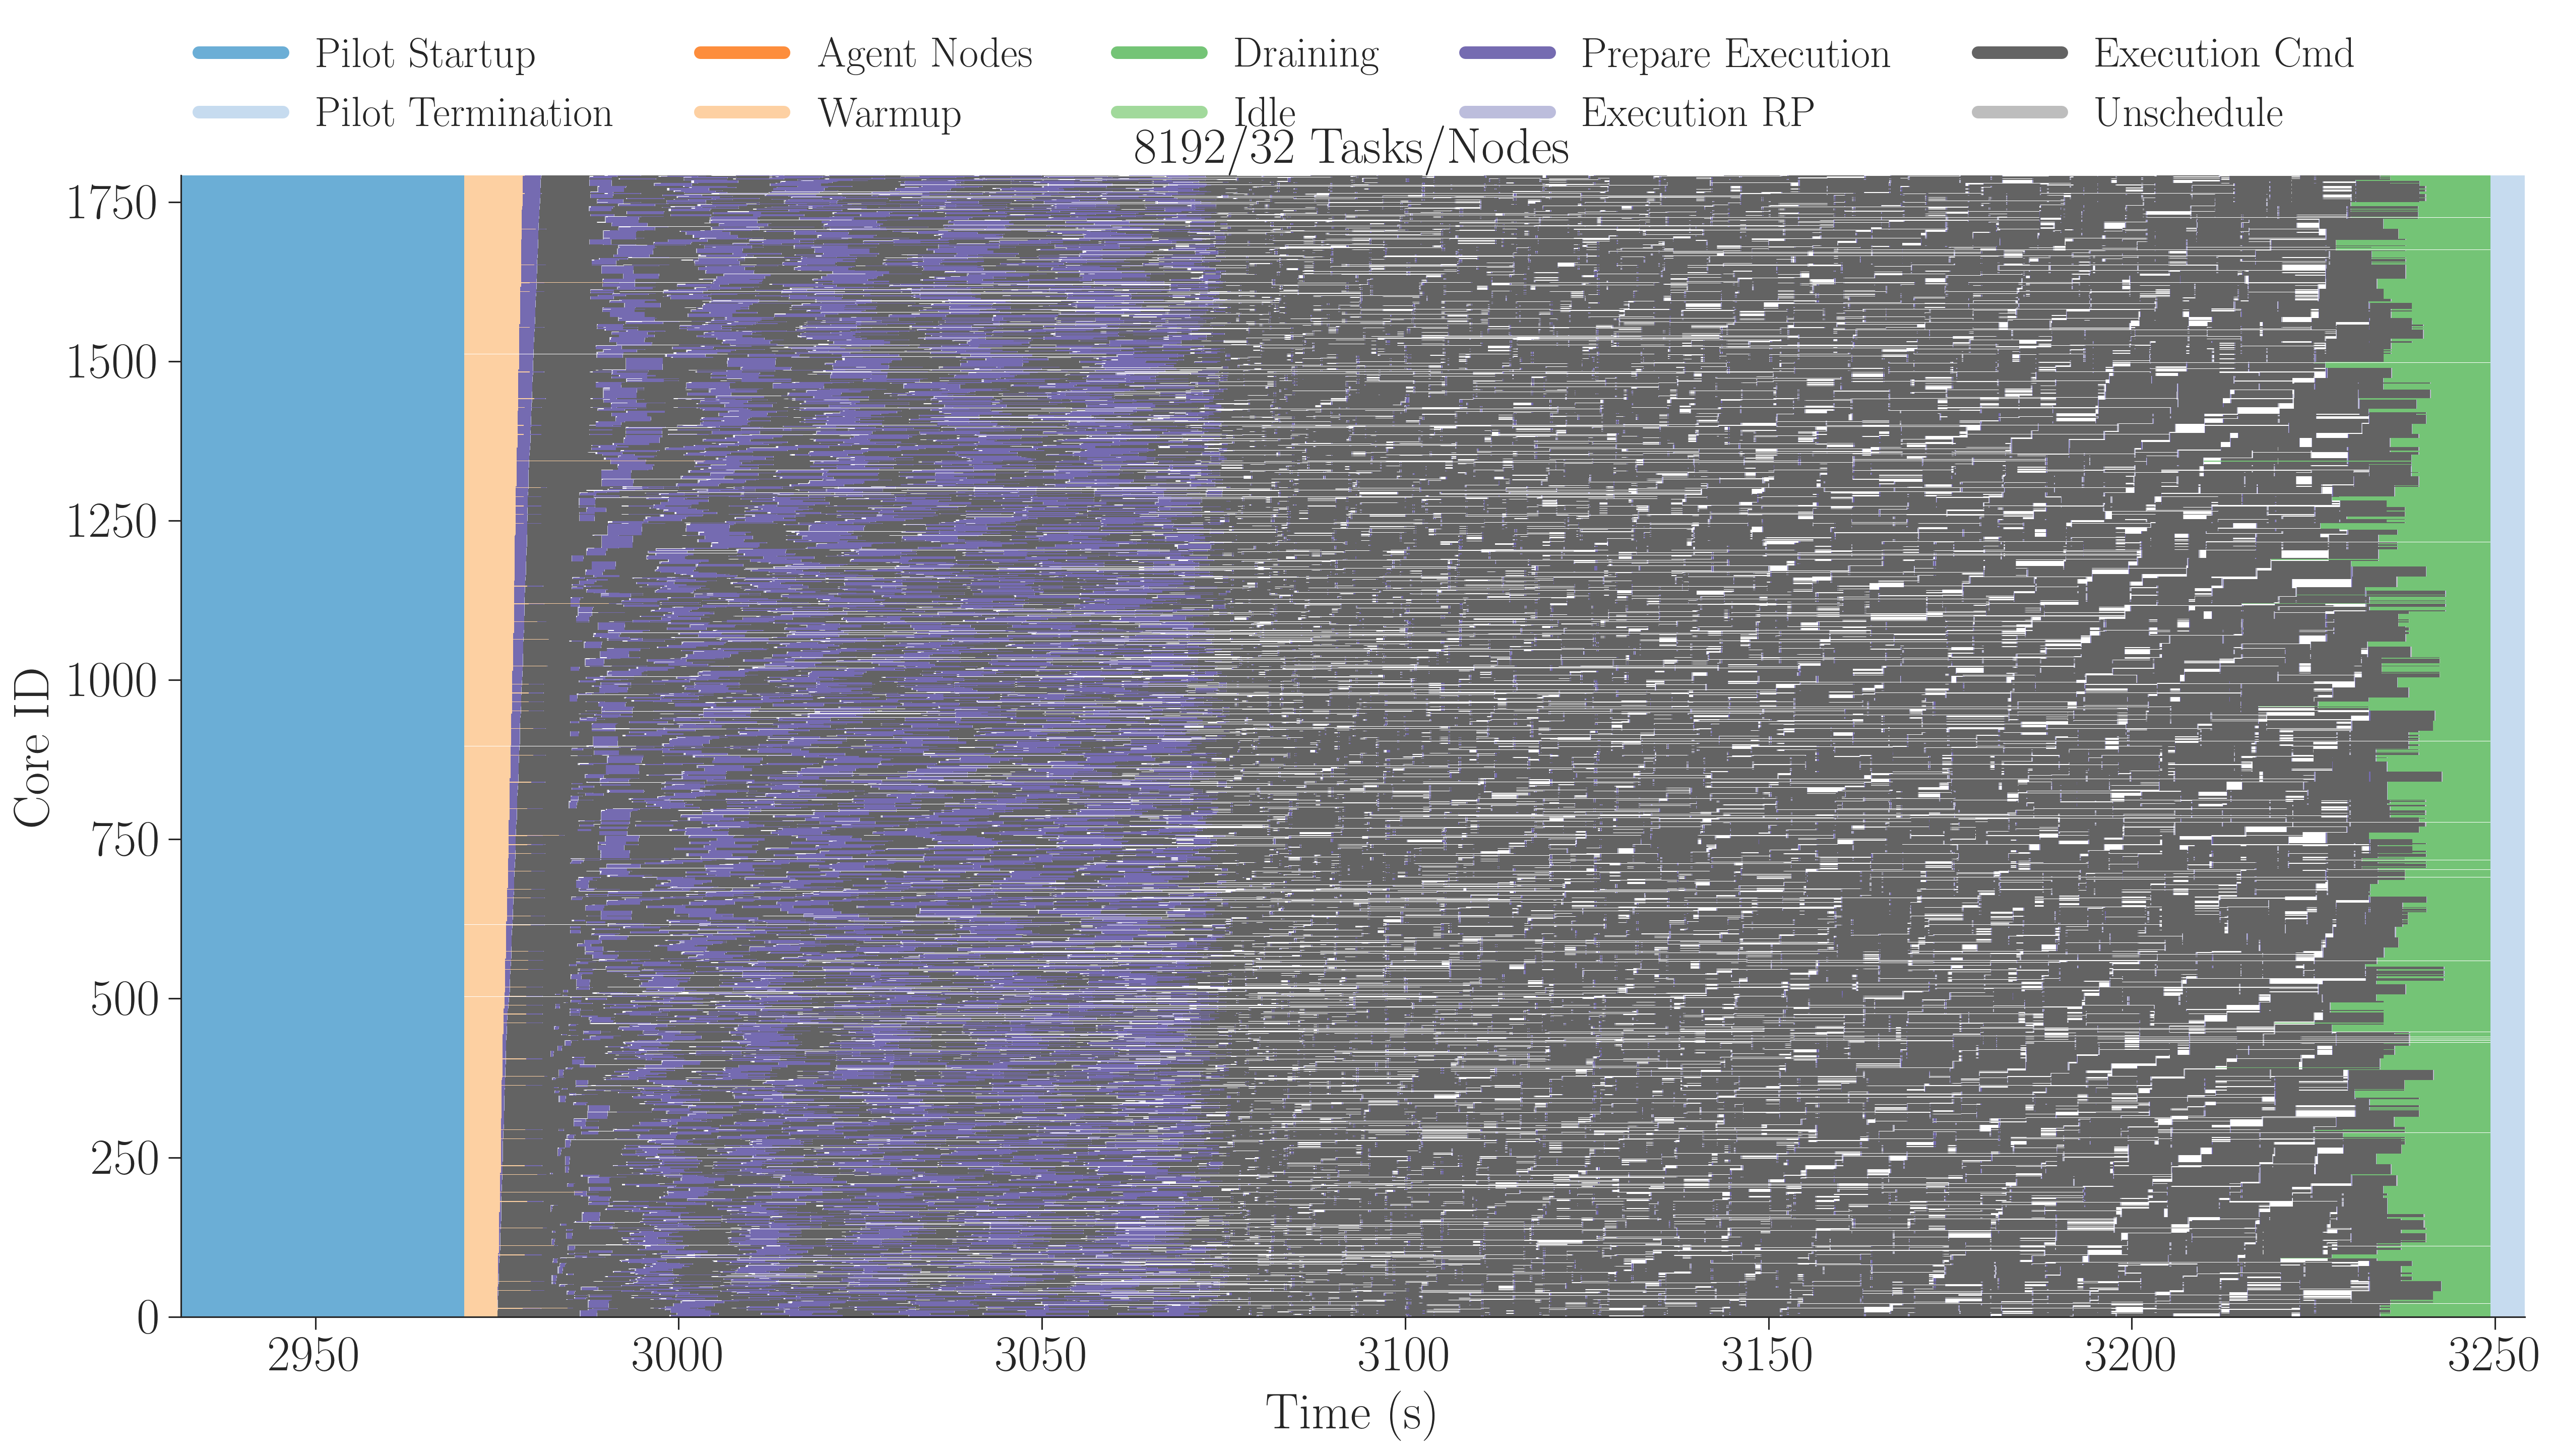 Pilot Startup Agent Nodes Draining Prepare Execution Execution Cmd
Pilot Termination Warmup Idle Execution RP Unschedule
8192/32 Tasks/Nodes
1750
1500
1250
1000
750
500
250
0
Core ID
2950 3000 3050 3100 3150 3200 3250
Time (s)